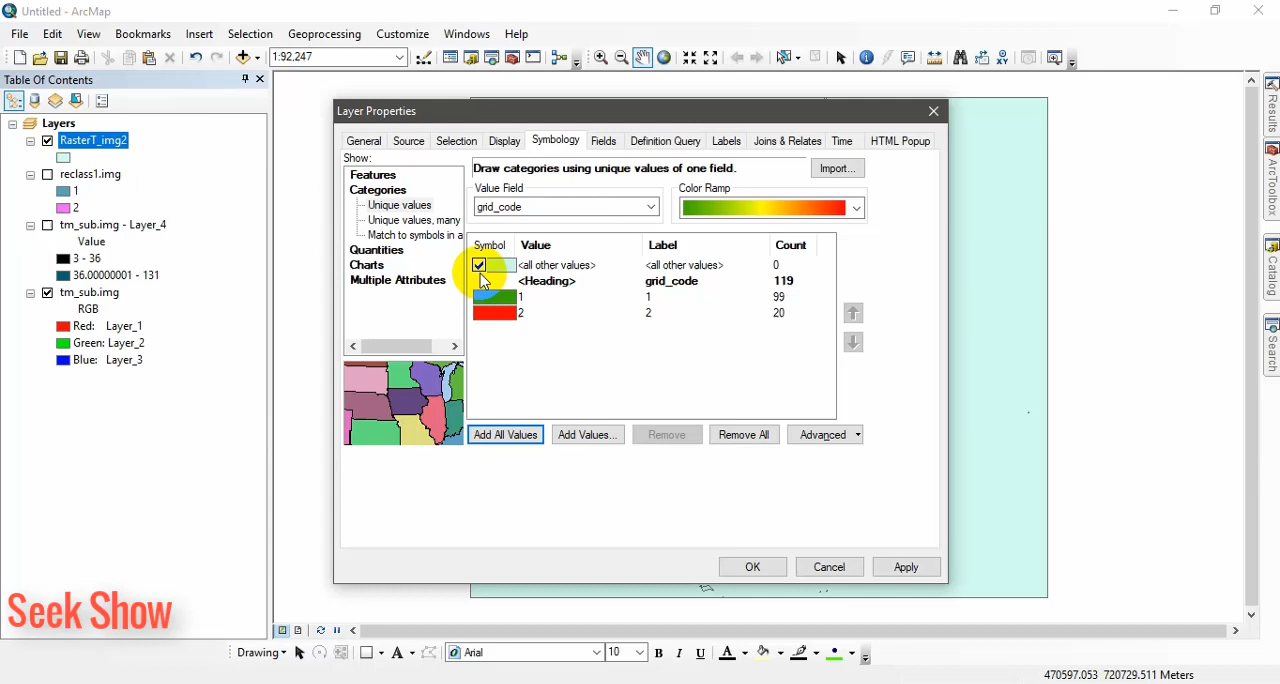 Untitled - ArcMap
File Edit View Bookmarks Insert Selection Geoprocessing Customize Windows Help
1:92,247
Table Of Contents
Layers
RasterT_img2
reclass1.img
1
2
tm_sub.img - Layer_4
Value
3 - 36
36.00000001 - 131
tm_sub.img
RGB
Red: Layer_1
Green: Layer_2
Blue: Layer_3
Seek Show
Layer Properties
General Source Selection Display Symbology Fields Definition Query Labels Joins & Relates Time HTML Popup
Show:
Features
Categories
Unique values
Unique values, many
Match to symbols in a
Quantities
Charts
Multiple Attributes
Draw categories using unique values of one field.
Import...
Value Field
grid_code
Color Ramp
Symbol Value Label Count
<all other values> <all other values> 0
<Heading> grid_code 119
1 1 99
2 2 20
Add All Values Add Values... Remove Remove All Advanced
OK Cancel Apply
Results
ArcToolbox
Catalog
Search
Drawing A Arial 10 B I U A
470597.053 720729.511 Meters